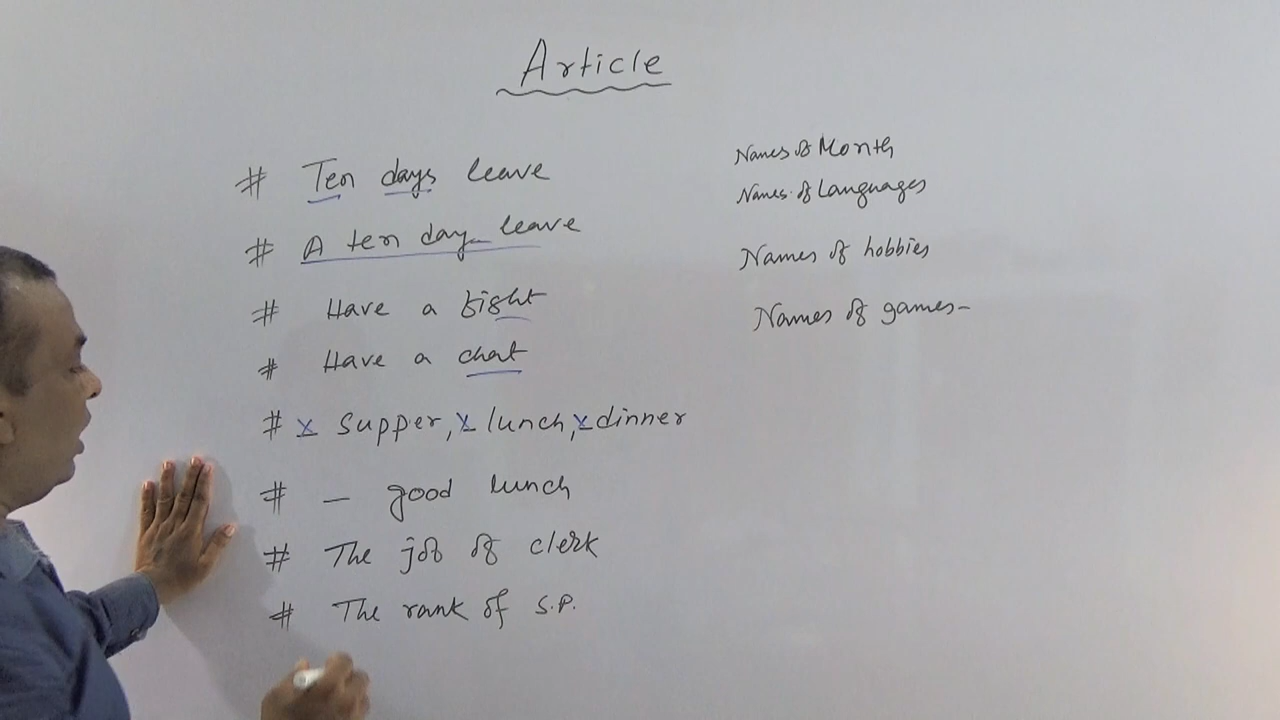 Article
# Ten days leave
# A ten day leave
# Have a fight
# Have a chat
# x supper, x lunch, x dinner
# — good lunch
# The job of clerk
# The rank of S.P.
Names of Month
Names of Languages
Names of hobbies
Names of games-